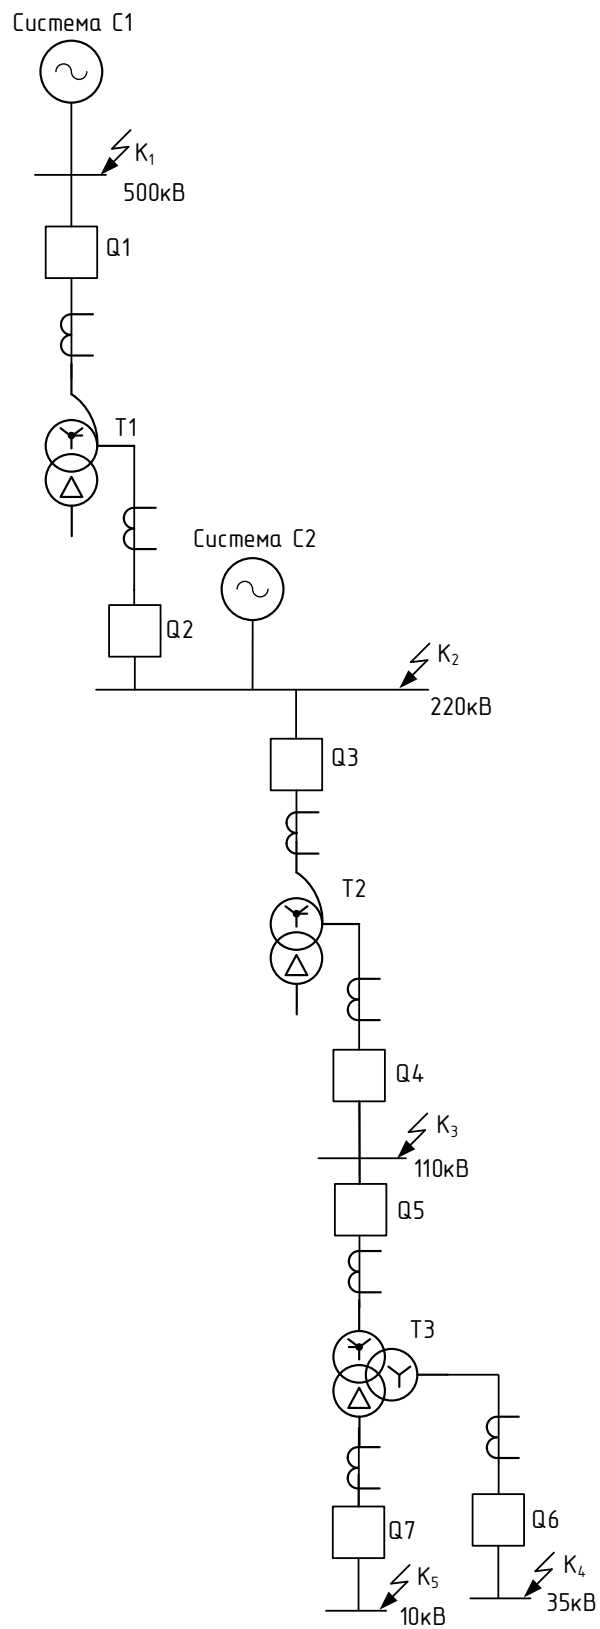 Система С1
K₁
500кВ
Q1
T1
Система С2
Q2
K₂
220кВ
Q3
T2
Q4
K₃
110кВ
Q5
T3
Q6
Q7
K₄
K₅
35кВ
10кВ